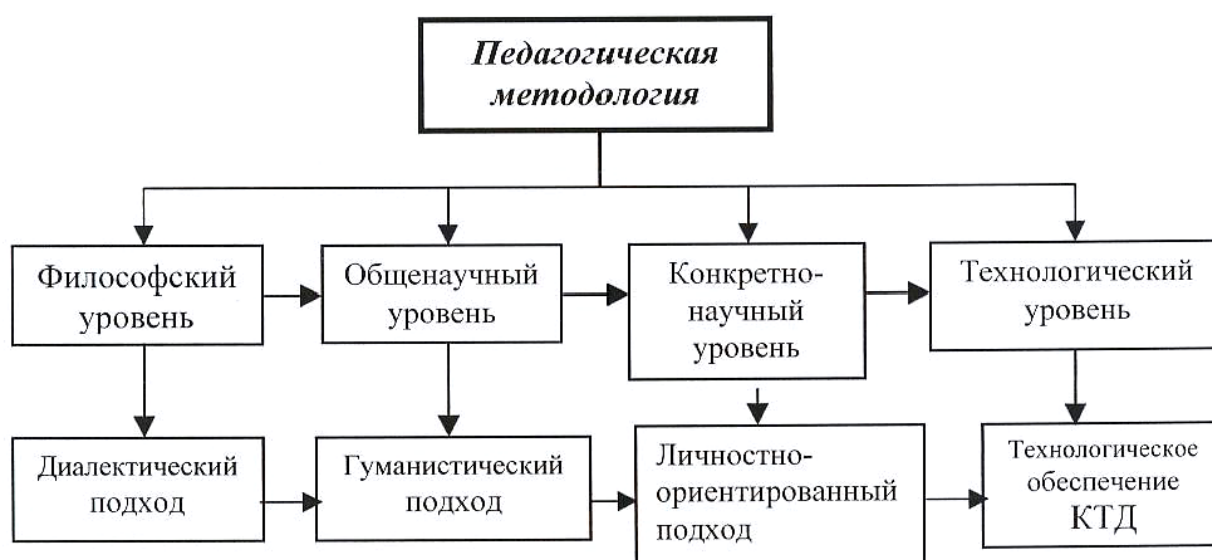 Педагогическая
методология
Философский
уровень
Общенаучный
уровень
Конкретно-
научный
уровень
Технологический
уровень
Диалектический
подход
Гуманистический
подход
Личностно-
ориентированный
подход
Технологическое
обеспечение
КТД